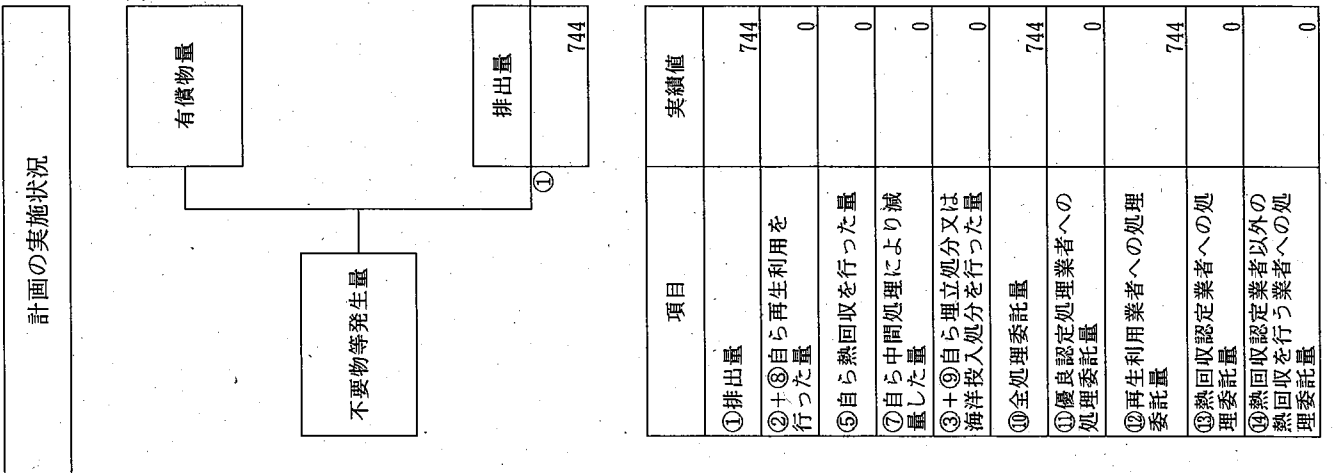 計画の実施状況
有償物量
不要物等発生量
排出量
①
744
項目
実績値
①排出量
744
②+⑧自ら再生利用を
行った量
0
⑤自ら熱回収を行った量
0
⑦自ら中間処理により減
量した量
0
③+⑨自ら埋立処分又は
海洋投入処分を行った量
0
⑩全処理委託量
744
⑪優良認定処理業者への
処理委託量
0
⑫再生利用業者への処理
委託量
744
⑬熱回収認定業者への処
理委託量
0
⑭熱回収認定業者以外の
熱回収を行う業者への処
理委託量
0